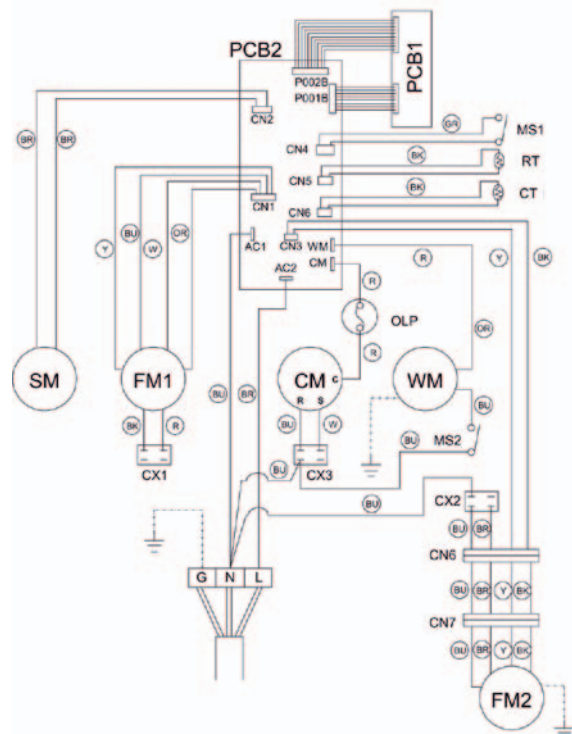 PCB2
PCB1
P002B
P001B
CN2
BR
BR
GR
MS1
CN4
BK
RT
CN5
BK
CT
CN6
CN1
Y
BU
W
OR
AC1
CN3
WM
CM
AC2
R
Y
BK
R
OLP
R
OR
SM
FM1
BU
BR
CM
C
R
S
WM
BK
R
BU
W
BU
BU
MS2
CX1
BU
CX3
BU
CX2
BU
BR
G
N
L
CN6
BU
BR
Y
BK
CN7
BU
BR
Y
BK
FM2